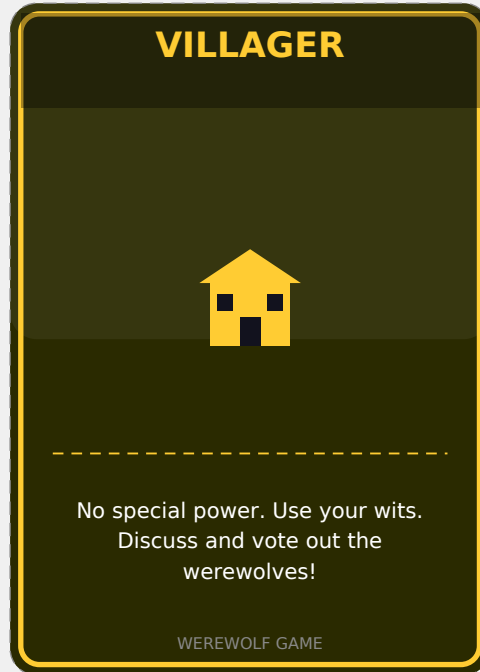 VILLAGER
No special power. Use your wits.
Discuss and vote out the
werewolves!
WEREWOLF GAME